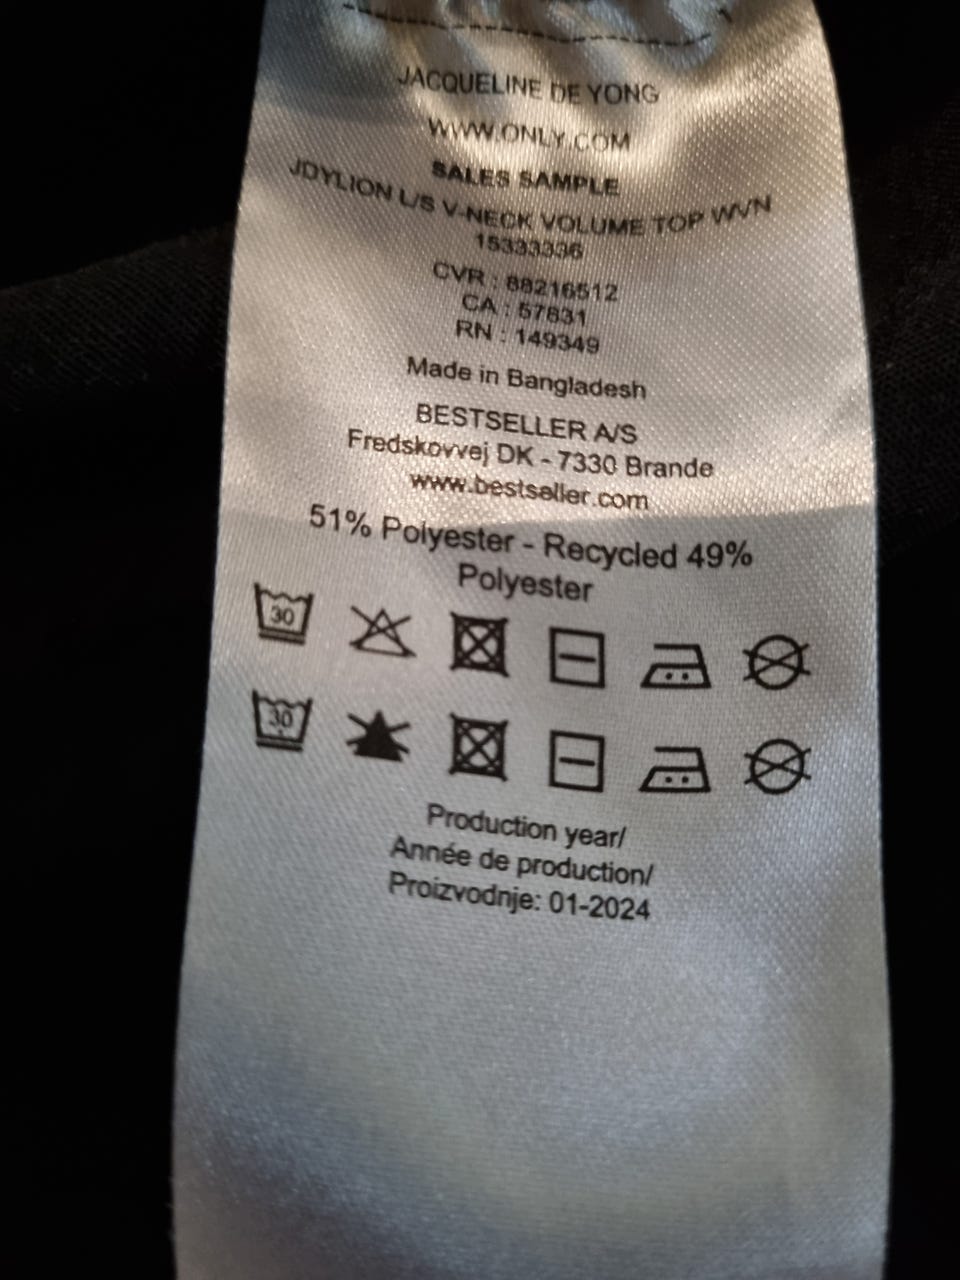 JACQUELINE DE YONG
WWW.ONLY.COM
SALES SAMPLE
JDYLION L/S V-NECK VOLUME TOP WVN
15333336
CVR : 88216512
CA : 57831
RN : 149349
Made in Bangladesh
BESTSELLER A/S
Fredskovvej DK - 7330 Brande
www.bestseller.com
51% Polyester - Recycled 49%
Polyester
30
30
Production year/
Année de production/
Proizvodnje: 01-2024